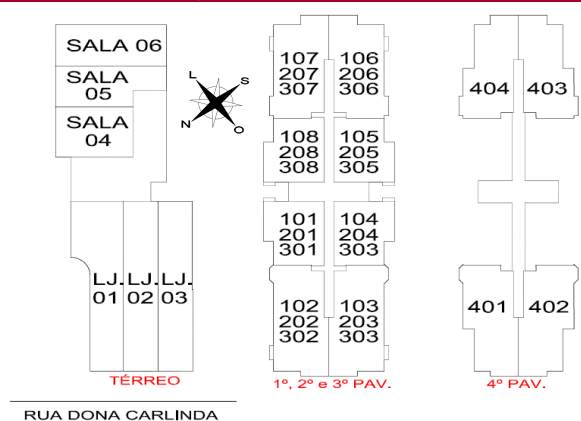 SALA 06
SALA
05
SALA
04
L
S
N
O
LJ.
01
LJ.
02
LJ.
03
TÉRREO
RUA DONA CARLINDA
107
207
307
106
206
306
108
208
308
105
205
305
101
201
301
104
204
303
102
202
302
103
203
303
1º, 2º e 3º PAV.
404
403
401
402
4º PAV.